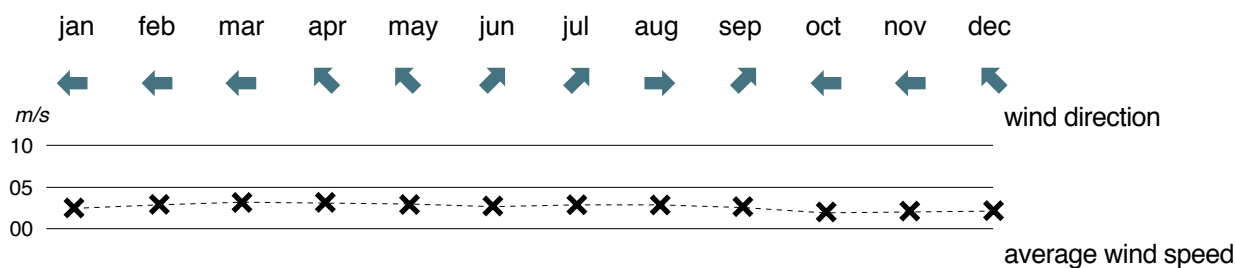 jan feb mar apr may jun jul aug sep oct nov dec
m/s
wind direction
10
05
00
average wind speed